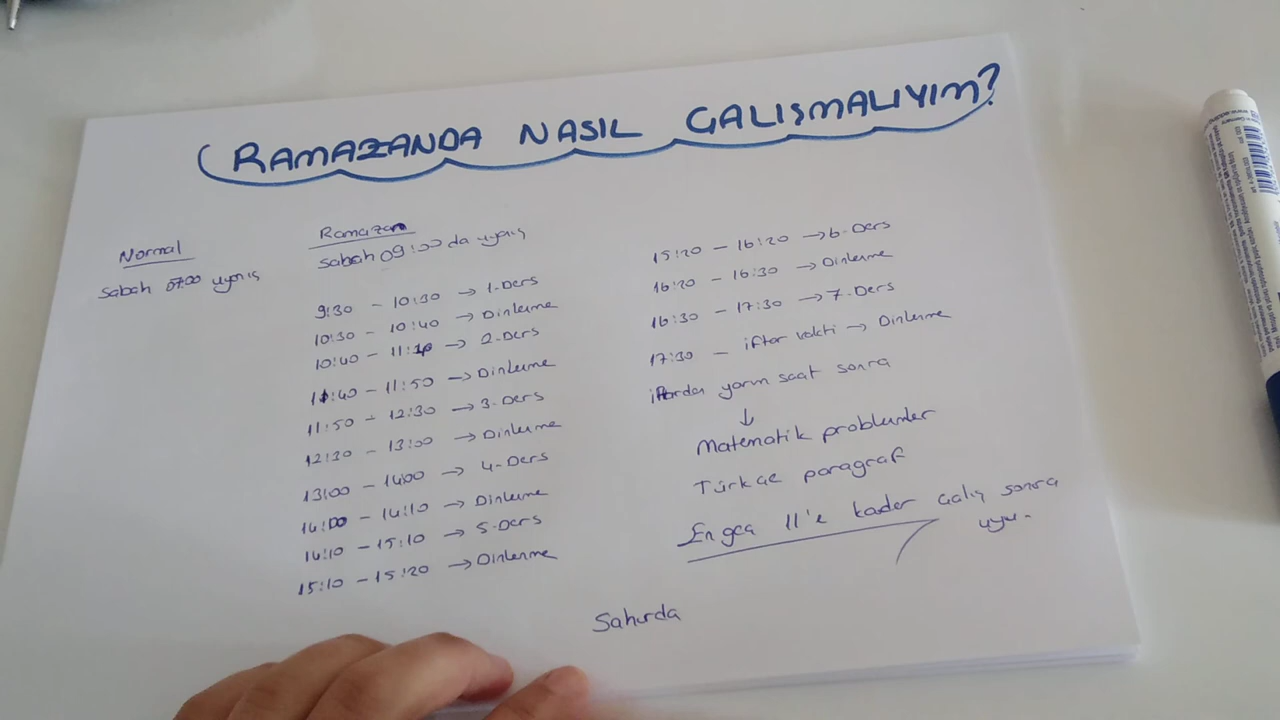 RAMAZANDA NASIL ÇALIŞMALIYIM?
Normal
Sabah 07:00 uyanış
Ramazan
Sabah 09:00 da uyanış
9:30 - 10:30 → 1.Ders
10:30 - 10:40 → Dinlenme
10:40 - 11:40 → 2.Ders
11:40 - 11:50 → Dinlenme
11:50 - 12:30 → 3.Ders
12:30 - 13:00 → Dinlenme
13:00 - 14:00 → 4.Ders
14:00 - 14:10 → Dinlenme
14:10 - 15:10 → 5.Ders
15:10 - 15:20 → Dinlenme
15:20 - 16:20 → 6.Ders
16:20 - 16:30 → Dinlenme
16:30 - 17:30 → 7.Ders
17:30 - iftar vakti → Dinlenme
iftardan yarım saat sonra
↓
Matematik problemler
Türkçe paragraf
En geç 11'e kadar çalış sonra
uyu.
Sahurda